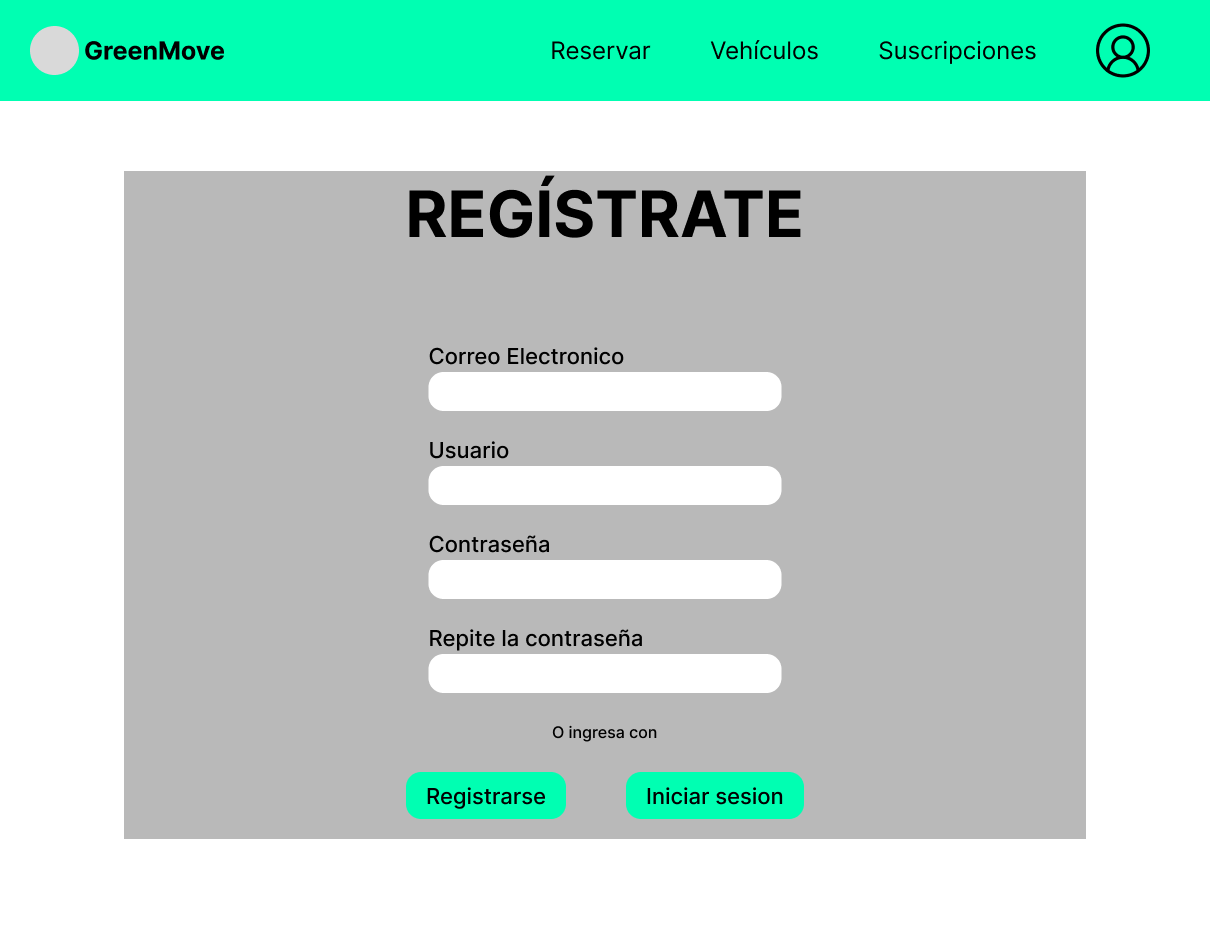 GreenMove
Reservar
Vehículos
Suscripciones
REGÍSTRATE
Correo Electronico
Usuario
Contraseña
Repite la contraseña
O ingresa con
Registrarse
Iniciar sesion